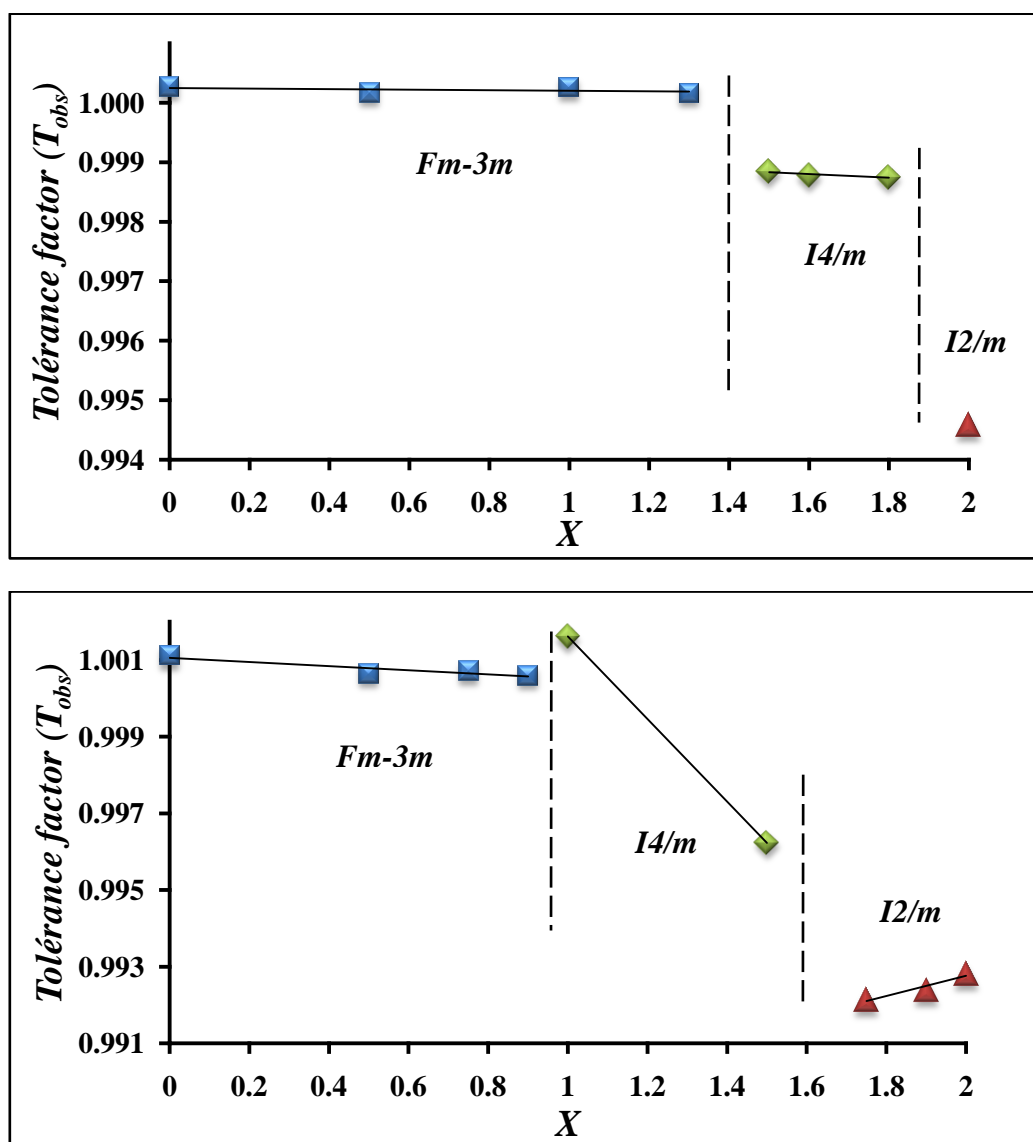 Tolérance factor (Tobs)
1.000
0.999
0.998
0.997
0.996
0.995
0.994
Fm-3m
I4/m
I2/m
0 0.2 0.4 0.6 0.8 1 1.2 1.4 1.6 1.8 2
X
Tolérance factor (Tobs)
1.001
0.999
0.997
0.995
0.993
0.991
Fm-3m
I4/m
I2/m
0 0.2 0.4 0.6 0.8 1 1.2 1.4 1.6 1.8 2
X